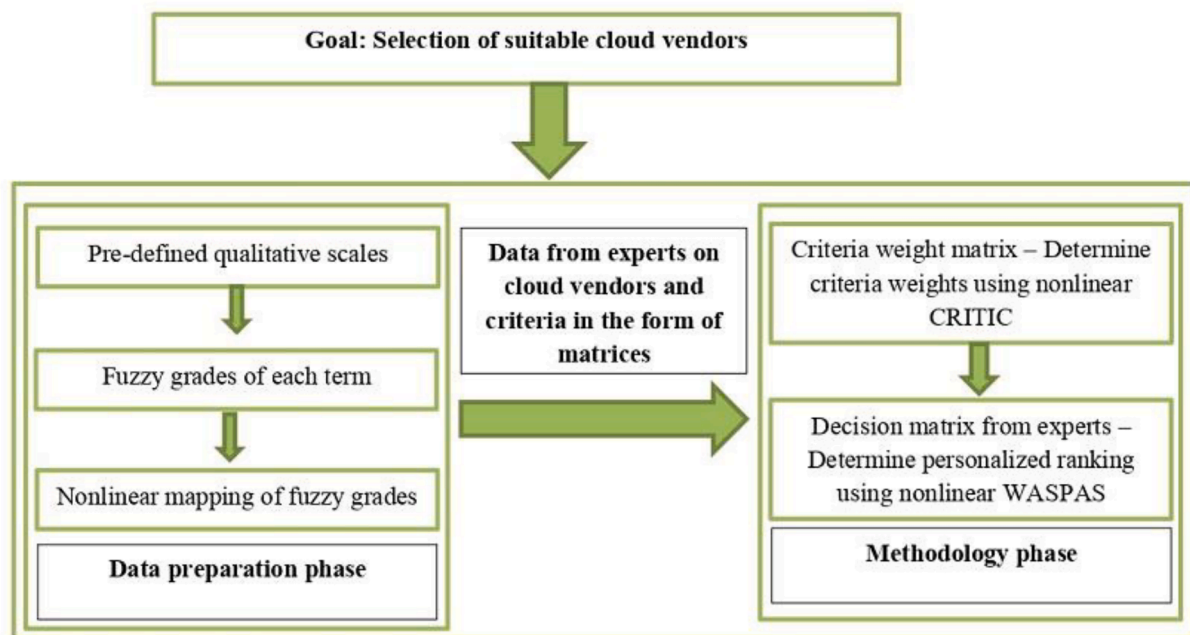 Goal: Selection of suitable cloud vendors
Pre-defined qualitative scales
Fuzzy grades of each term
Nonlinear mapping of fuzzy grades
Data preparation phase
Data from experts on
cloud vendors and
criteria in the form of
matrices
Criteria weight matrix – Determine
criteria weights using nonlinear
CRITIC
Decision matrix from experts –
Determine personalized ranking
using nonlinear WASPAS
Methodology phase